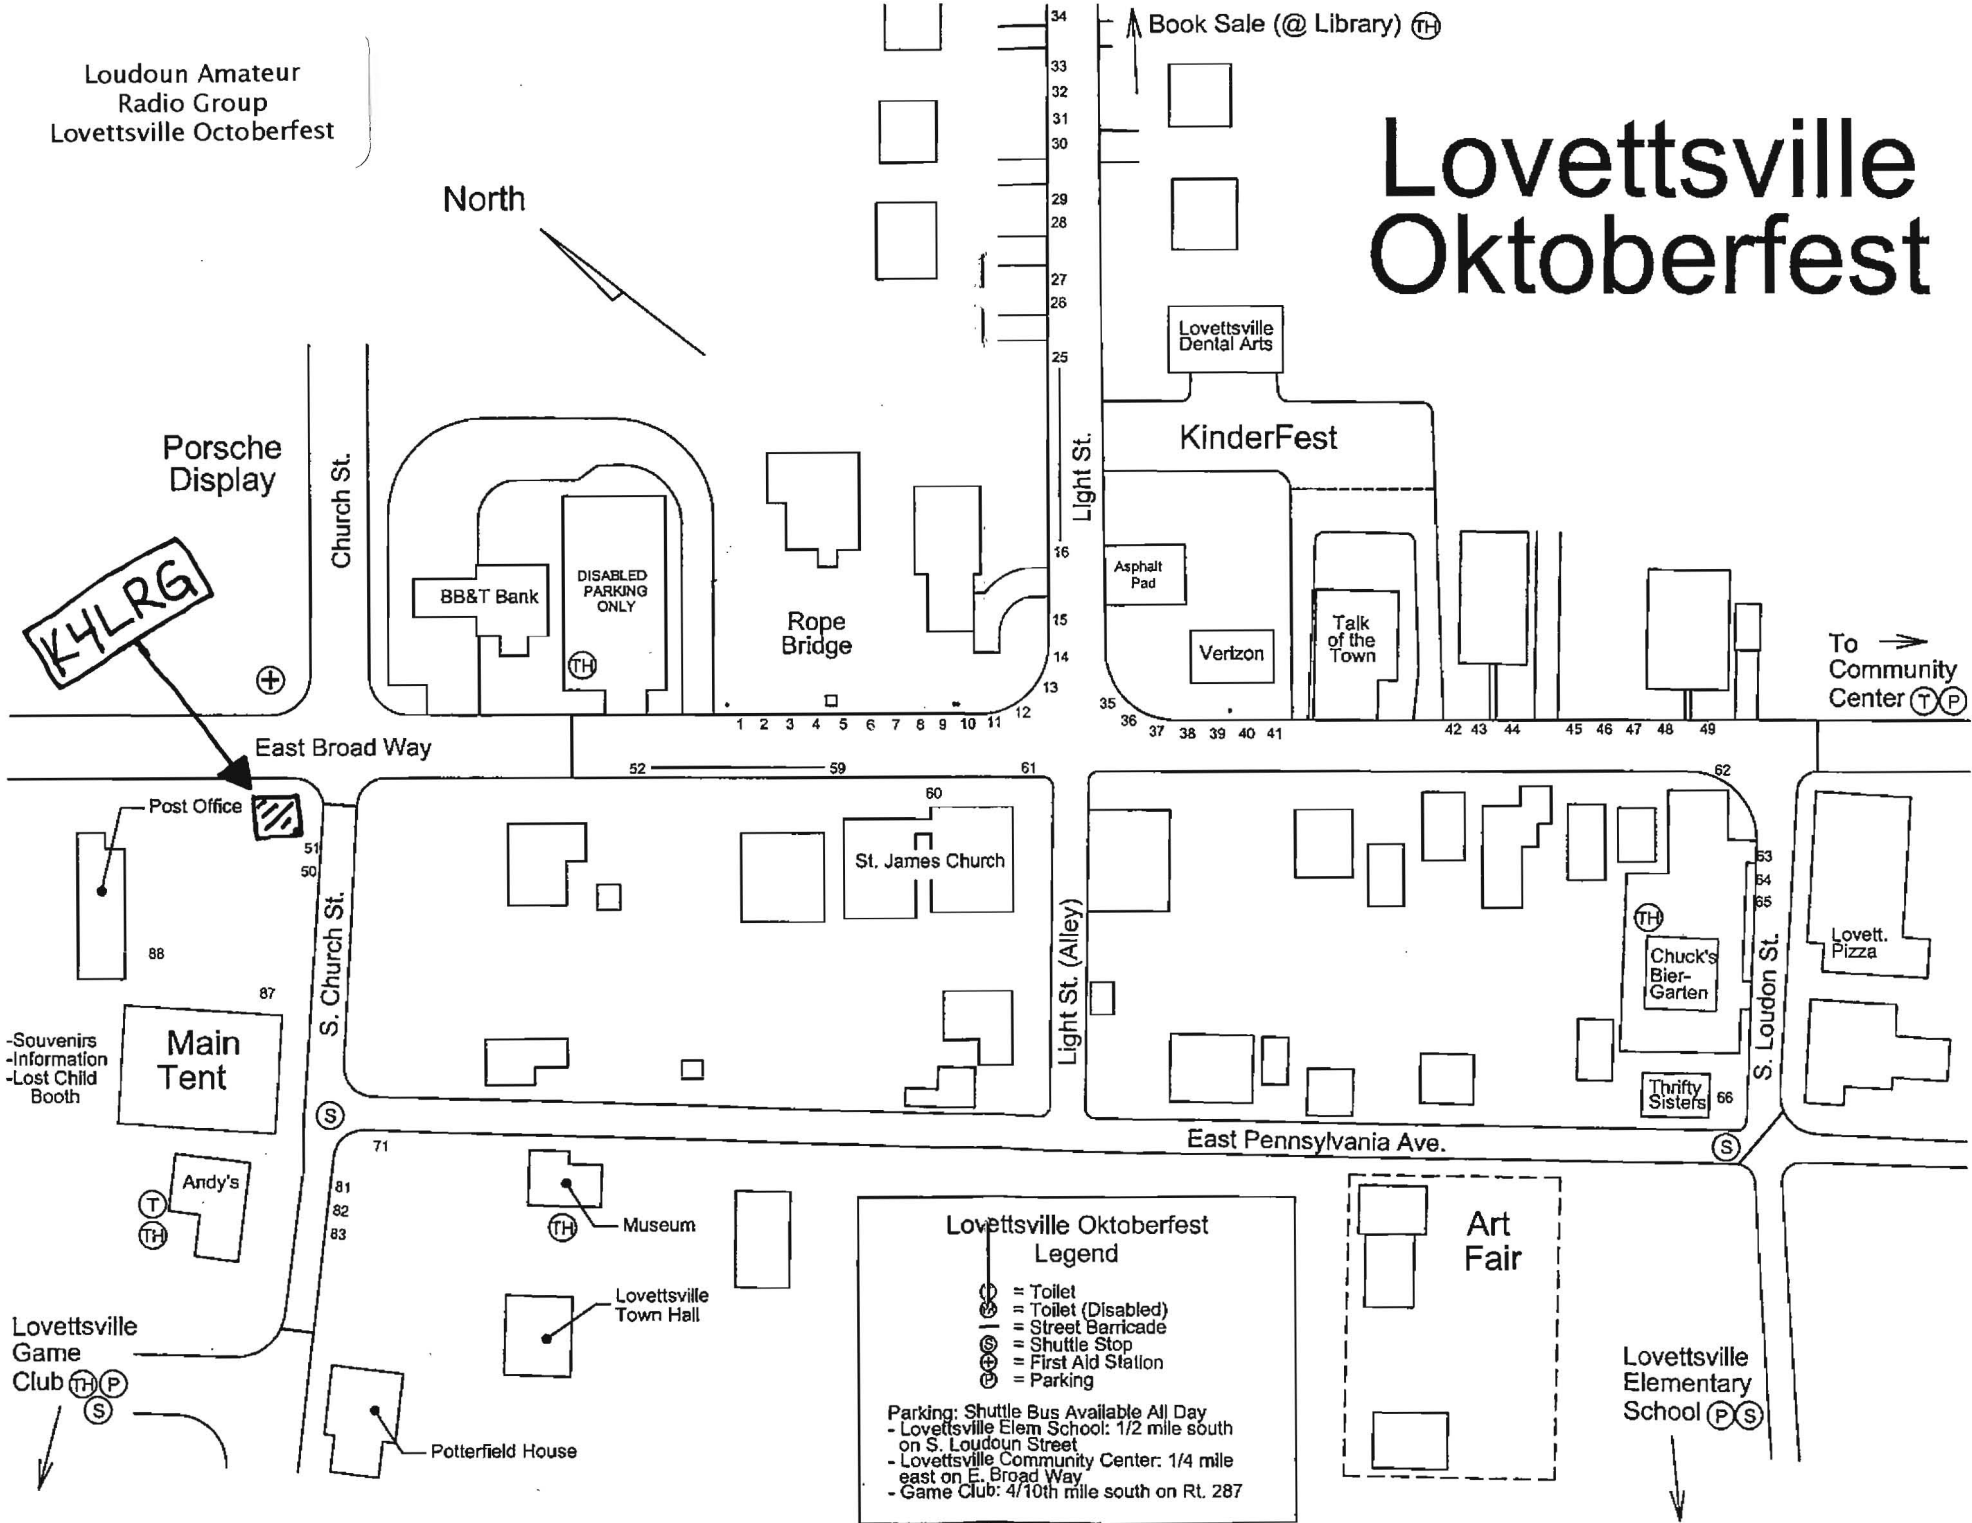 Loudoun Amateur
Radio Group
Lovettsville Octoberfest
North
34
Book Sale (@ Library) TH
33
32
31
30
29
28
27
26
25
Lovettsville
Oktoberfest
Lovettsville
Dental Arts
KinderFest
Porsche
Display
Church St.
Light St.
K4LRG
BB&T Bank
DISABLED
PARKING
ONLY
TH
Rope
Bridge
16
15
14
13
12
Asphalt
Pad
Verizon
Talk
of the
Town
To
Community
Center T P
1 2 3 4 5 6 7 8 9 10 11
35
36
37 38 39 40 41
42 43 44 45 46 47 48 49
East Broad Way
52 59 61
62
60
Post Office
51
50
St. James Church
63
64
65
TH
Chuck's
Bier-
Garten
Lovett.
Pizza
88
87
S. Church St.
Light St. (Alley)
S. Loudon St.
-Souvenirs
-Information
-Lost Child
Booth
Main
Tent
Thrifty
Sisters
66
S
71
East Pennsylvania Ave.
S
Andy's
T
TH
81
82
83
Museum
TH
Lovettsville
Town Hall
Art
Fair
Lovettsville
Game
Club TH P
S
Potterfield House
Lovettsville Oktoberfest
Legend
= Toilet
= Toilet (Disabled)
= Street Barricade
S = Shuttle Stop
= First Aid Station
P = Parking
Parking: Shuttle Bus Available All Day
- Lovettsville Elem School: 1/2 mile south
on S. Loudoun Street
- Lovettsville Community Center: 1/4 mile
east on E. Broad Way
- Game Club: 4/10th mile south on Rt. 287
Lovettsville
Elementary
School P S